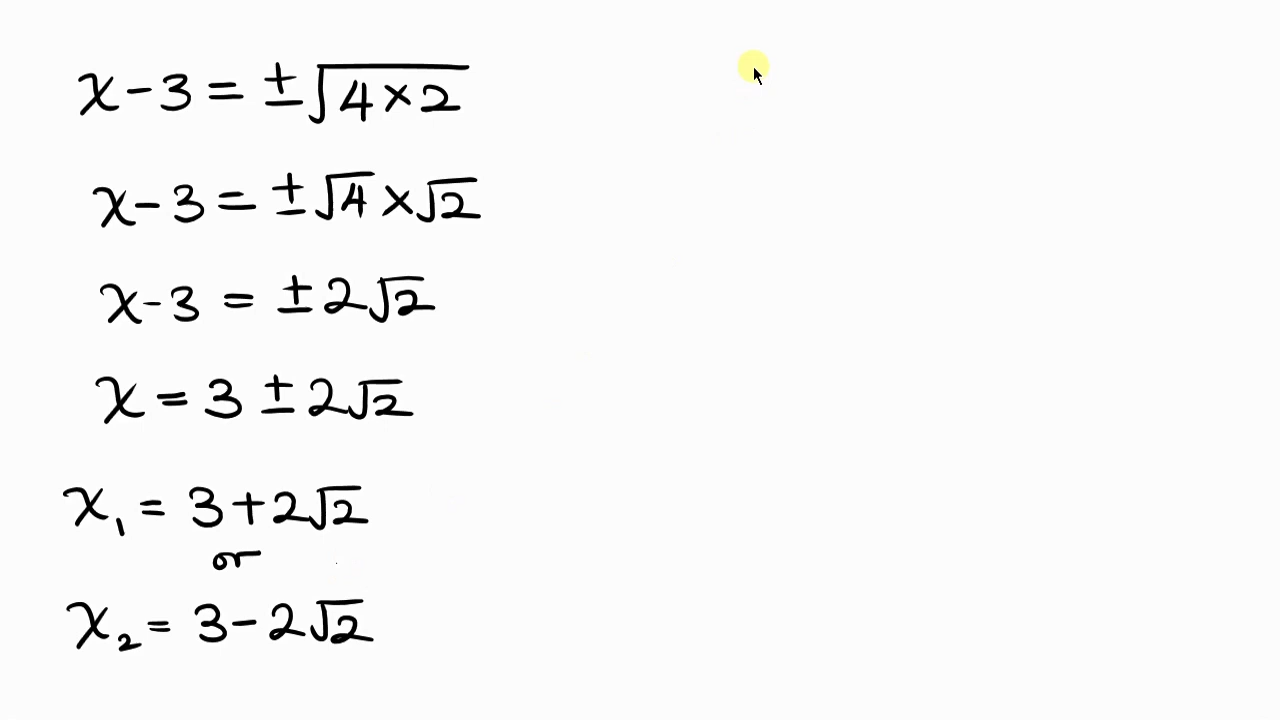 x - 3 = ±√(4 × 2)
x - 3 = ±√4 × √2
x - 3 = ±2√2
x = 3 ± 2√2
x₁ = 3 + 2√2
or
x₂ = 3 - 2√2